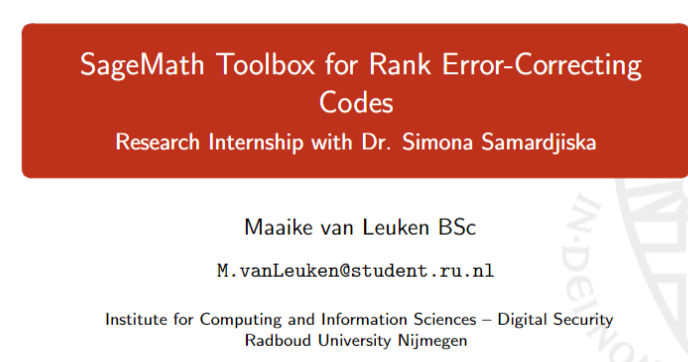 SageMath Toolbox for Rank Error-Correcting
Codes
Research Internship with Dr. Simona Samardjiska
Maaike van Leuken BSc
M.vanLeuken@student.ru.nl
Institute for Computing and Information Sciences – Digital Security
Radboud University Nijmegen
IN·DEI·NO